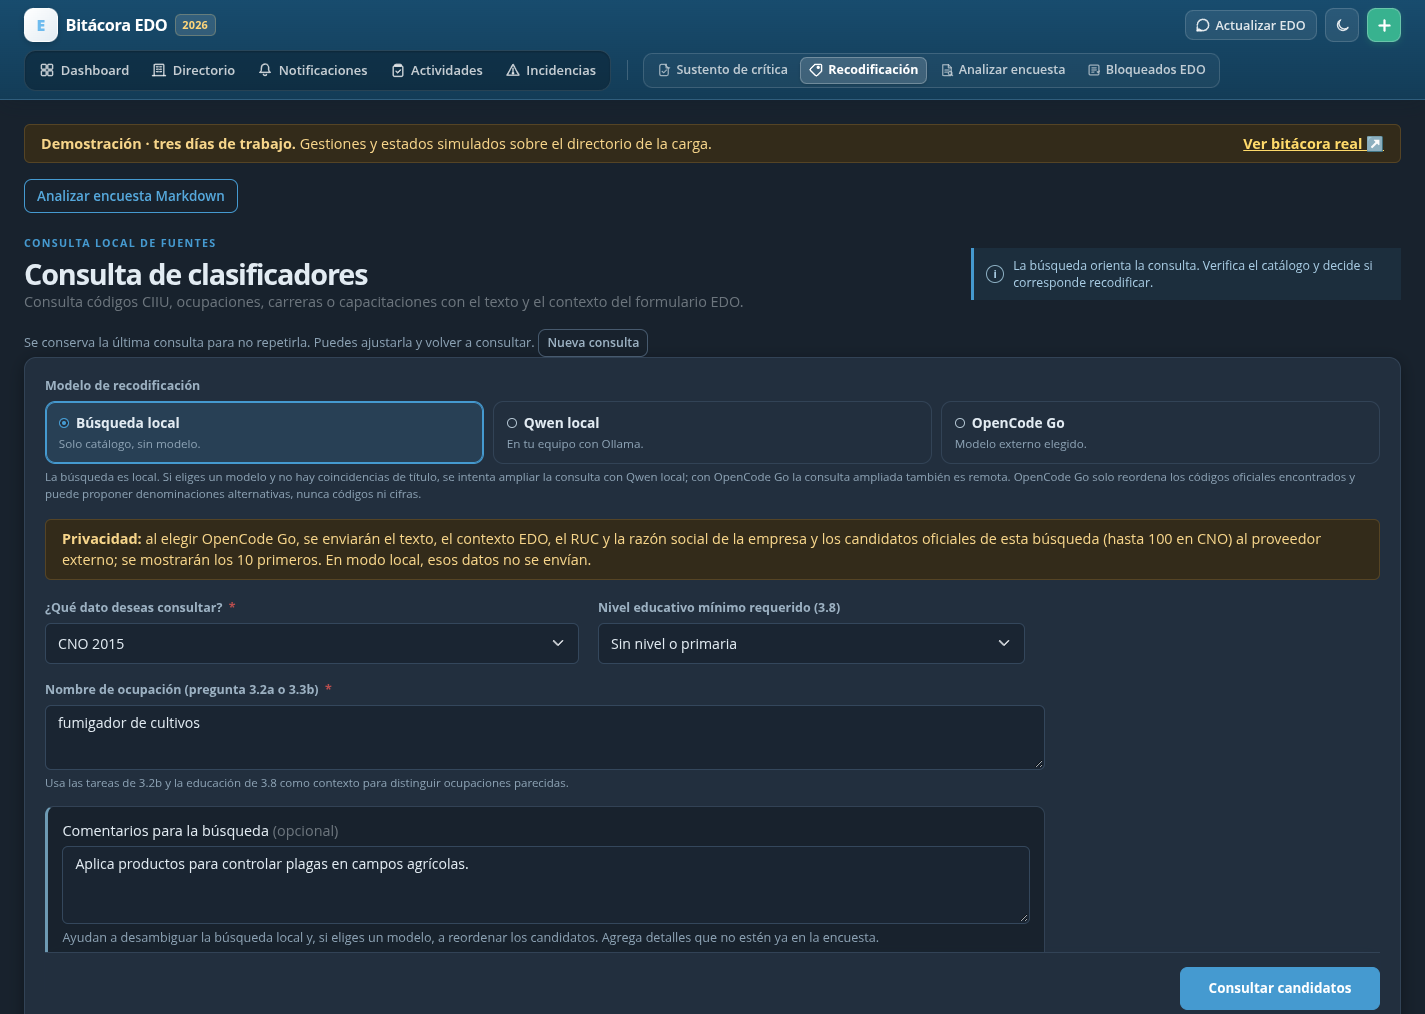 E Bitácora EDO 2026
Actualizar EDO
Dashboard Directorio Notificaciones Actividades Incidencias
Sustento de crítica Recodificación Analizar encuesta Bloqueados EDO
Demostración · tres días de trabajo. Gestiones y estados simulados sobre el directorio de la carga.
Ver bitácora real ↗
Analizar encuesta Markdown
CONSULTA LOCAL DE FUENTES
Consulta de clasificadores
Consulta códigos CIIU, ocupaciones, carreras o capacitaciones con el texto y el contexto del formulario EDO.
La búsqueda orienta la consulta. Verifica el catálogo y decide si
corresponde recodificar.
Se conserva la última consulta para no repetirla. Puedes ajustarla y volver a consultar. Nueva consulta
Modelo de recodificación
Búsqueda local
Solo catálogo, sin modelo.
Qwen local
En tu equipo con Ollama.
OpenCode Go
Modelo externo elegido.
La búsqueda es local. Si eliges un modelo y no hay coincidencias de título, se intenta ampliar la consulta con Qwen local; con OpenCode Go la consulta ampliada también es remota. OpenCode Go solo reordena los códigos oficiales encontrados y
puede proponer denominaciones alternativas, nunca códigos ni cifras.
Privacidad: al elegir OpenCode Go, se enviarán el texto, el contexto EDO, el RUC y la razón social de la empresa y los candidatos oficiales de esta búsqueda (hasta 100 en CNO) al proveedor
externo; se mostrarán los 10 primeros. En modo local, esos datos no se envían.
¿Qué dato deseas consultar? *
CNO 2015
Nivel educativo mínimo requerido (3.8)
Sin nivel o primaria
Nombre de ocupación (pregunta 3.2a o 3.3b) *
fumigador de cultivos
Usa las tareas de 3.2b y la educación de 3.8 como contexto para distinguir ocupaciones parecidas.
Comentarios para la búsqueda (opcional)
Aplica productos para controlar plagas en campos agrícolas.
Ayudan a desambiguar la búsqueda local y, si eliges un modelo, a reordenar los candidatos. Agrega detalles que no estén ya en la encuesta.
Consultar candidatos